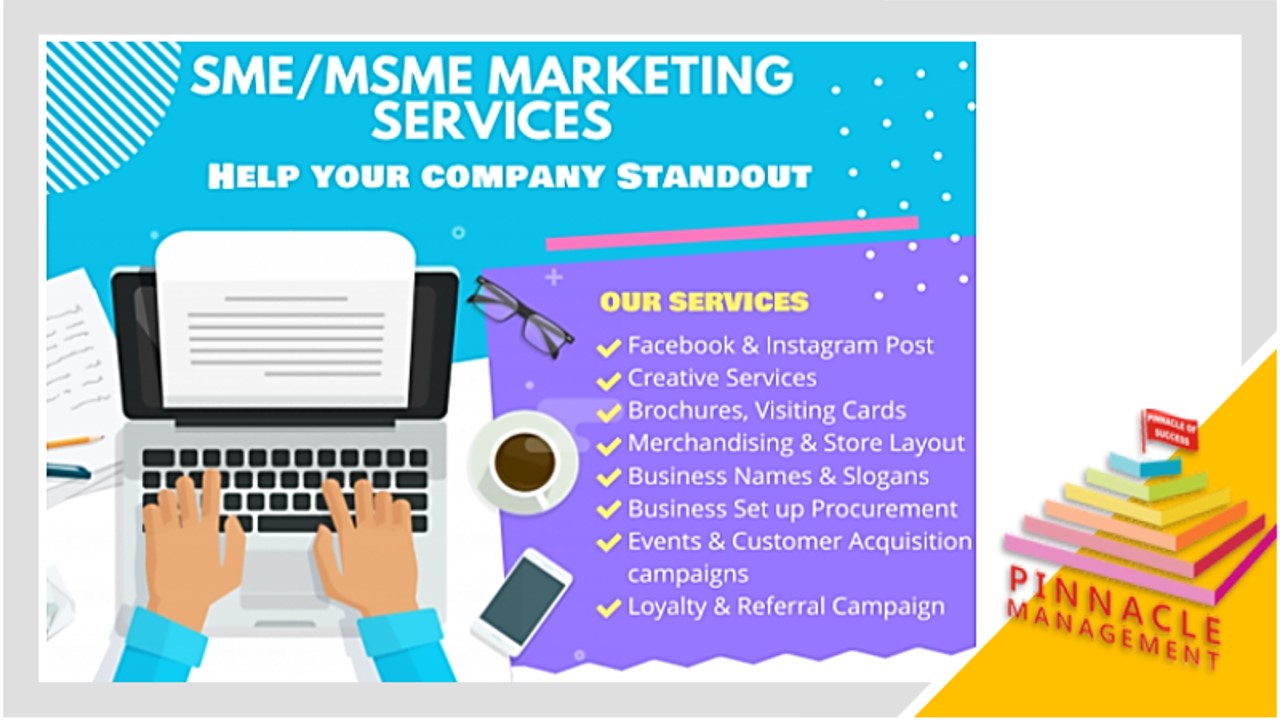 SME/MSME MARKETING
SERVICES
HELP YOUR COMPANY STANDOUT
OUR SERVICES
Facebook & Instagram Post
Creative Services
Brochures, Visiting Cards
Merchandising & Store Layout
Business Names & Slogans
Business Set up Procurement
Events & Customer Acquisition
campaigns
Loyalty & Referral Campaign
PINNACLE OF
SUCCESS
PINNACLE
MANAGEMENT